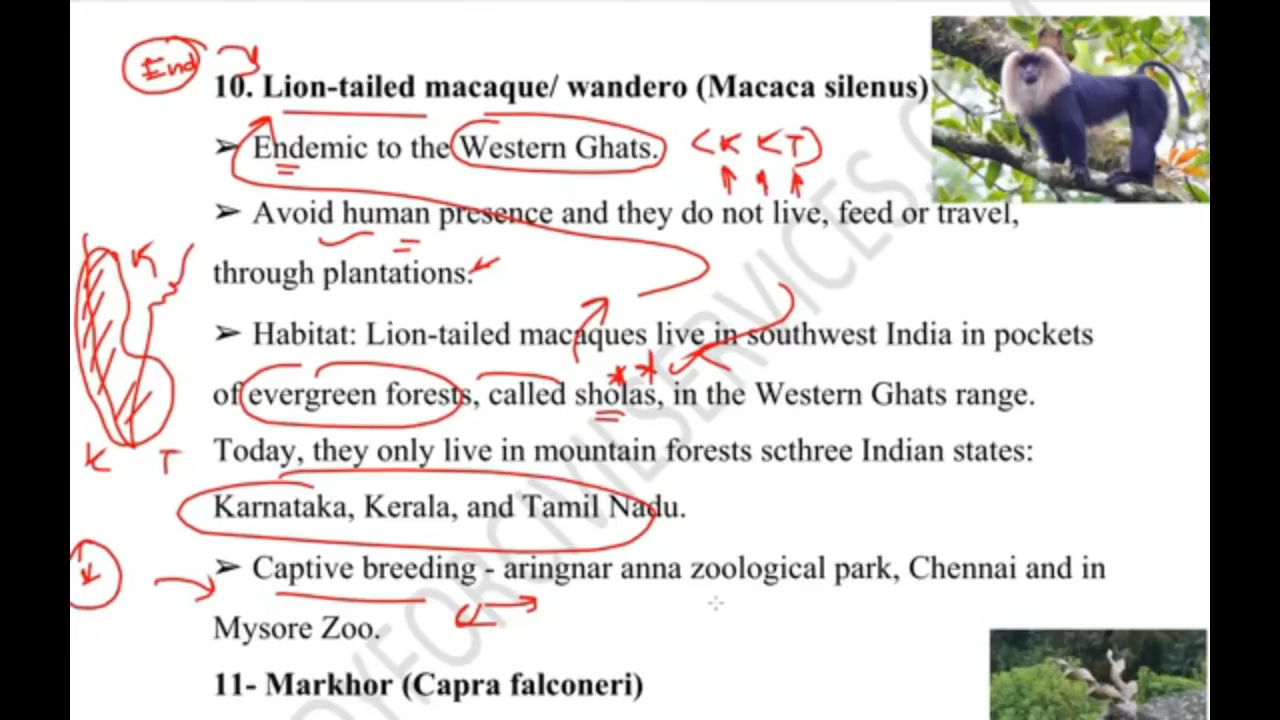 End
10. Lion-tailed macaque/ wandero (Macaca silenus)
➢ Endemic to the Western Ghats. (K K T)
➢ Avoid human presence and they do not live, feed or travel,
through plantations.
K
➢ Habitat: Lion-tailed macaques live in southwest India in pockets
of evergreen forests, called sholas, in the Western Ghats range.
K T
Today, they only live in mountain forests scthree Indian states:
Karnataka, Kerala, and Tamil Nadu.
➢ Captive breeding - aringnar anna zoological park, Chennai and in
Mysore Zoo.
11- Markhor (Capra falconeri)